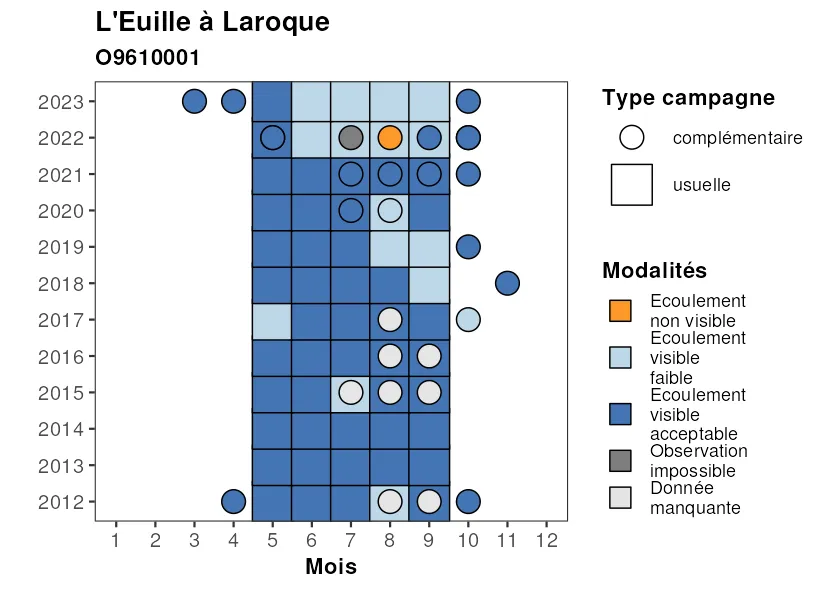 L'Euille à Laroque
O9610001
2023
2022
2021
2020
2019
2018
2017
2016
2015
2014
2013
2012
1 2 3 4 5 6 7 8 9 10 11 12
Mois
Type campagne
complémentaire
usuelle
Modalités
Ecoulement
non visible
Ecoulement
visible
faible
Ecoulement
visible
acceptable
Observation
impossible
Donnée
manquante